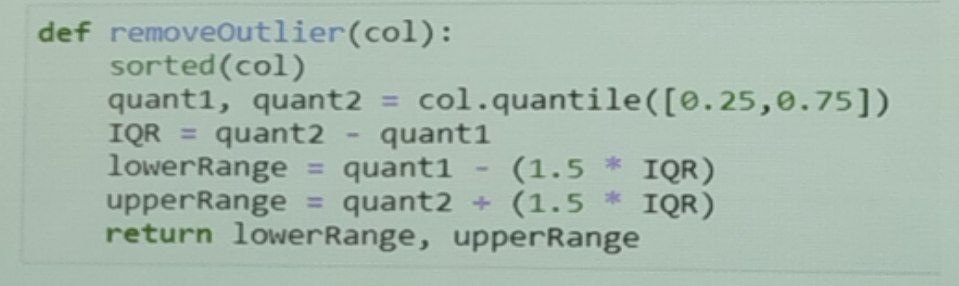 def removeOutlier(col):
    sorted(col)
    quant1, quant2 = col.quantile([0.25,0.75])
    IQR = quant2 - quant1
    lowerRange = quant1 - (1.5 * IQR)
    upperRange = quant2 + (1.5 * IQR)
    return lowerRange, upperRange